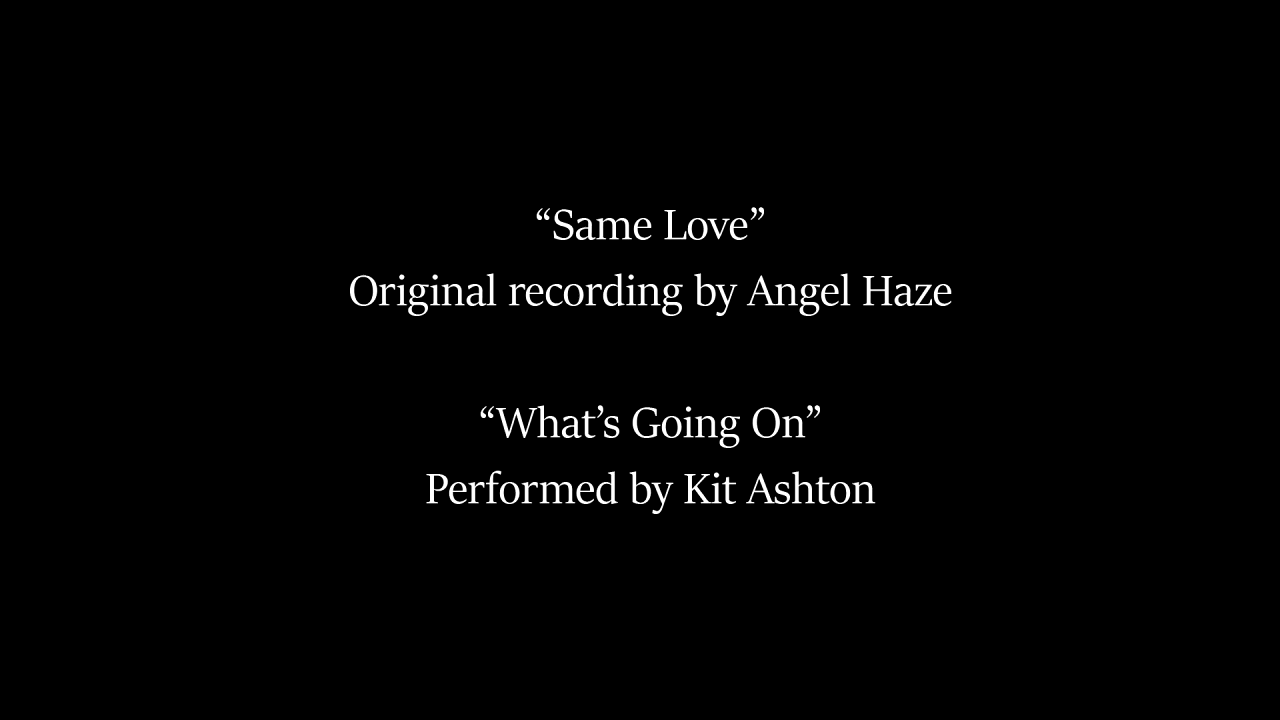 “Same Love”
Original recording by Angel Haze
“What’s Going On”
Performed by Kit Ashton